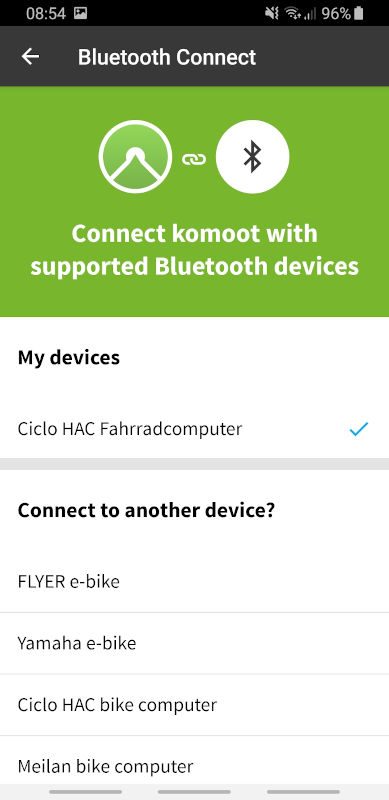 08:54 96%
Bluetooth Connect
Connect komoot with
supported Bluetooth devices
My devices
Ciclo HAC Fahrradcomputer
Connect to another device?
FLYER e-bike
Yamaha e-bike
Ciclo HAC bike computer
Meilan bike computer